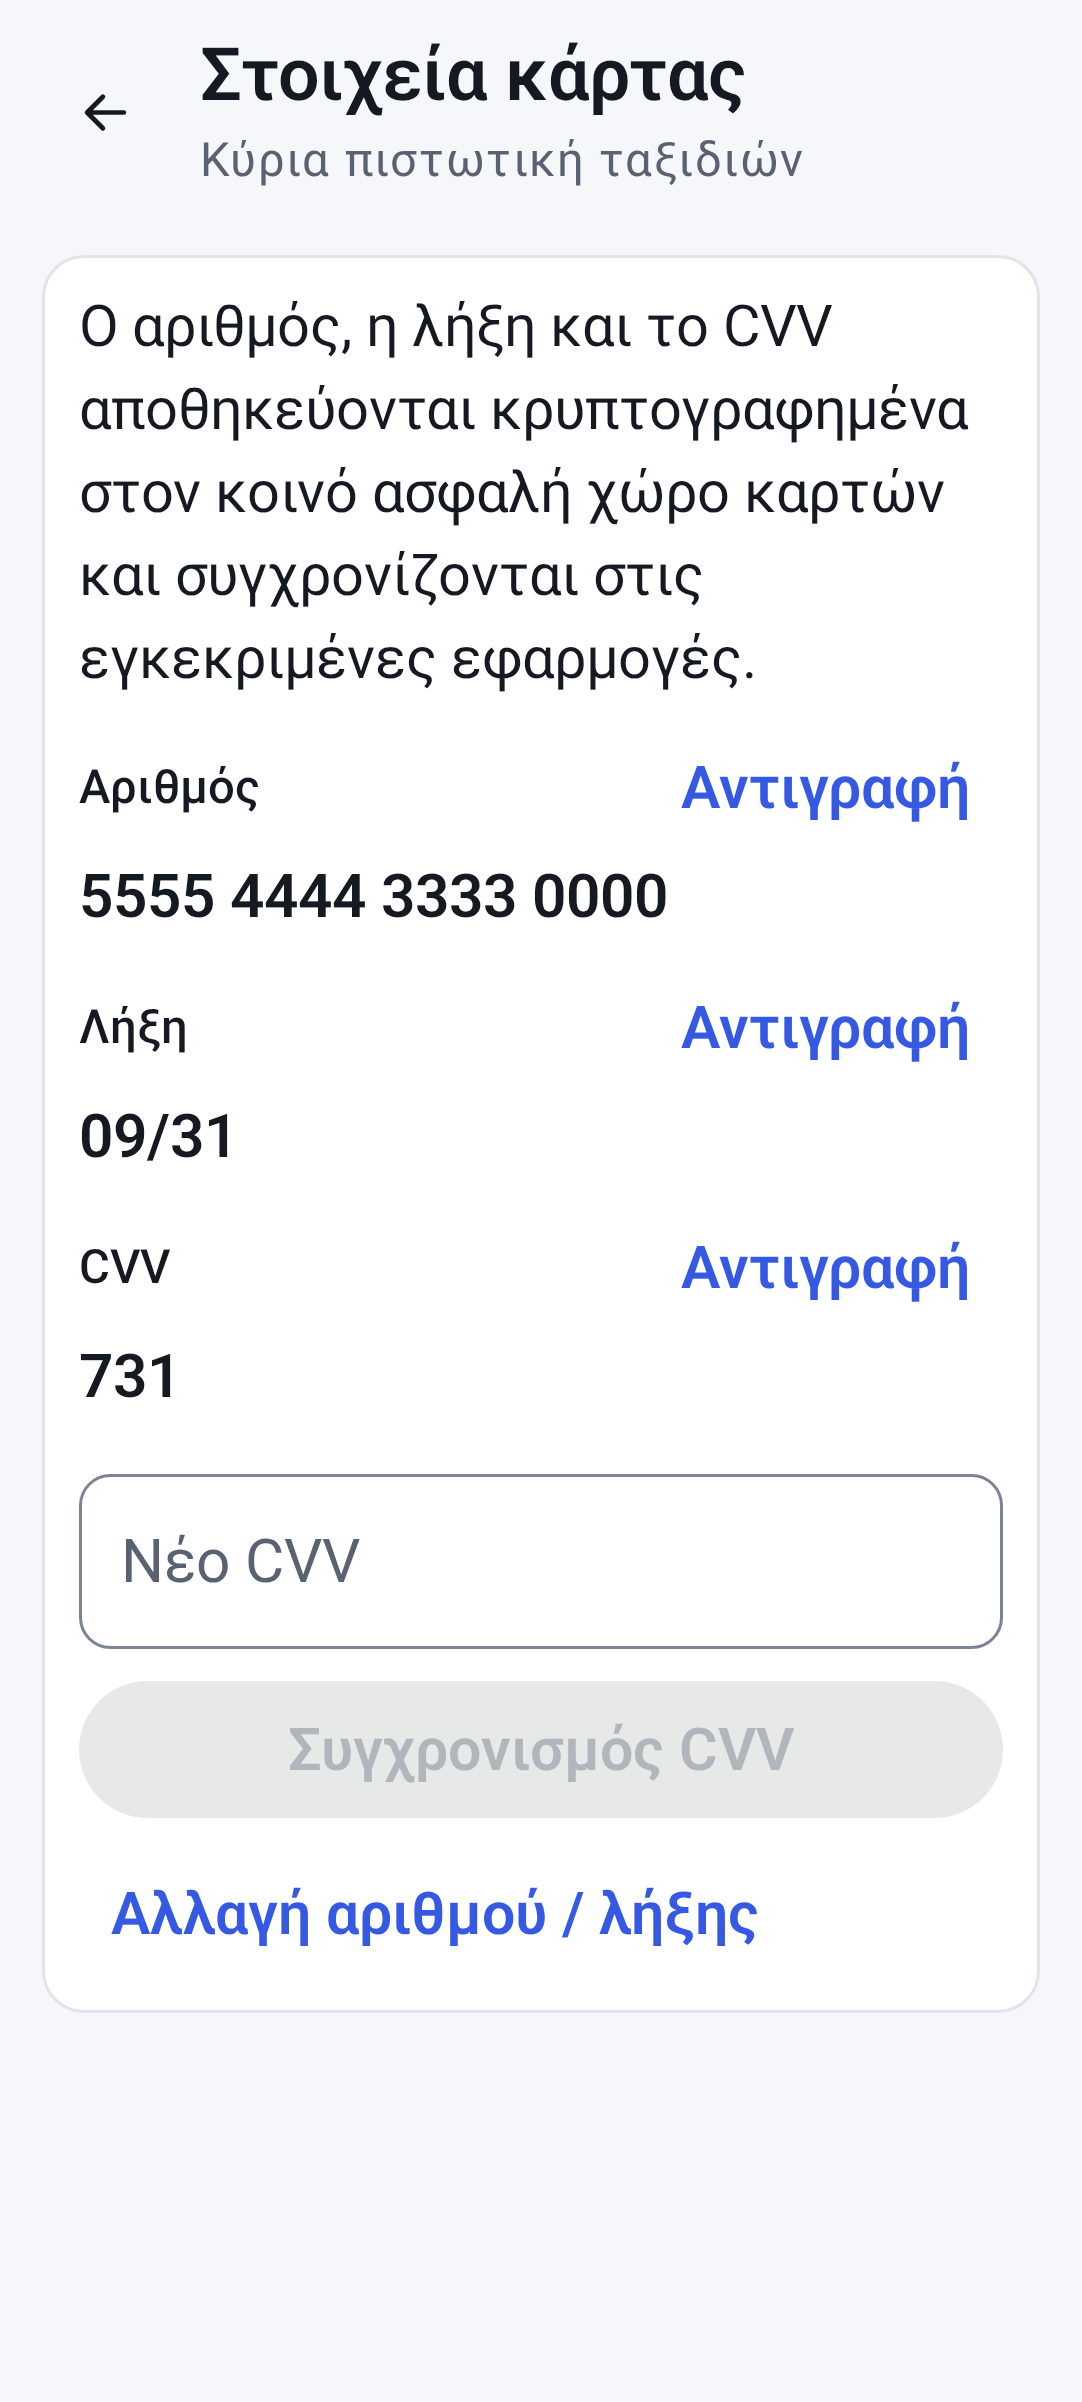 Στοιχεία κάρτας
Κύρια πιστωτική ταξιδιών
Ο αριθμός, η λήξη και το CVV
αποθηκεύονται κρυπτογραφημένα
στον κοινό ασφαλή χώρο καρτών
και συγχρονίζονται στις
εγκεκριμένες εφαρμογές.
Αριθμός Αντιγραφή
5555 4444 3333 0000
Λήξη Αντιγραφή
09/31
CVV Αντιγραφή
731
Νέο CVV
Συγχρονισμός CVV
Αλλαγή αριθμού / λήξης